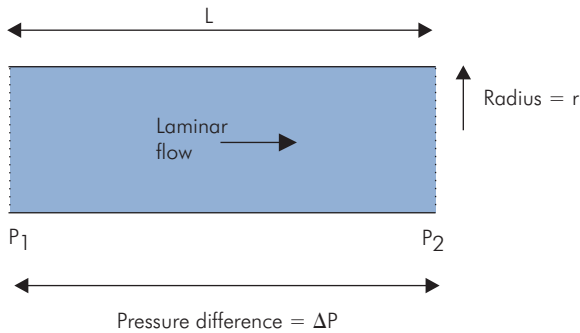 L
Radius = r
Laminar
flow
P1
P2
Pressure difference = ΔP